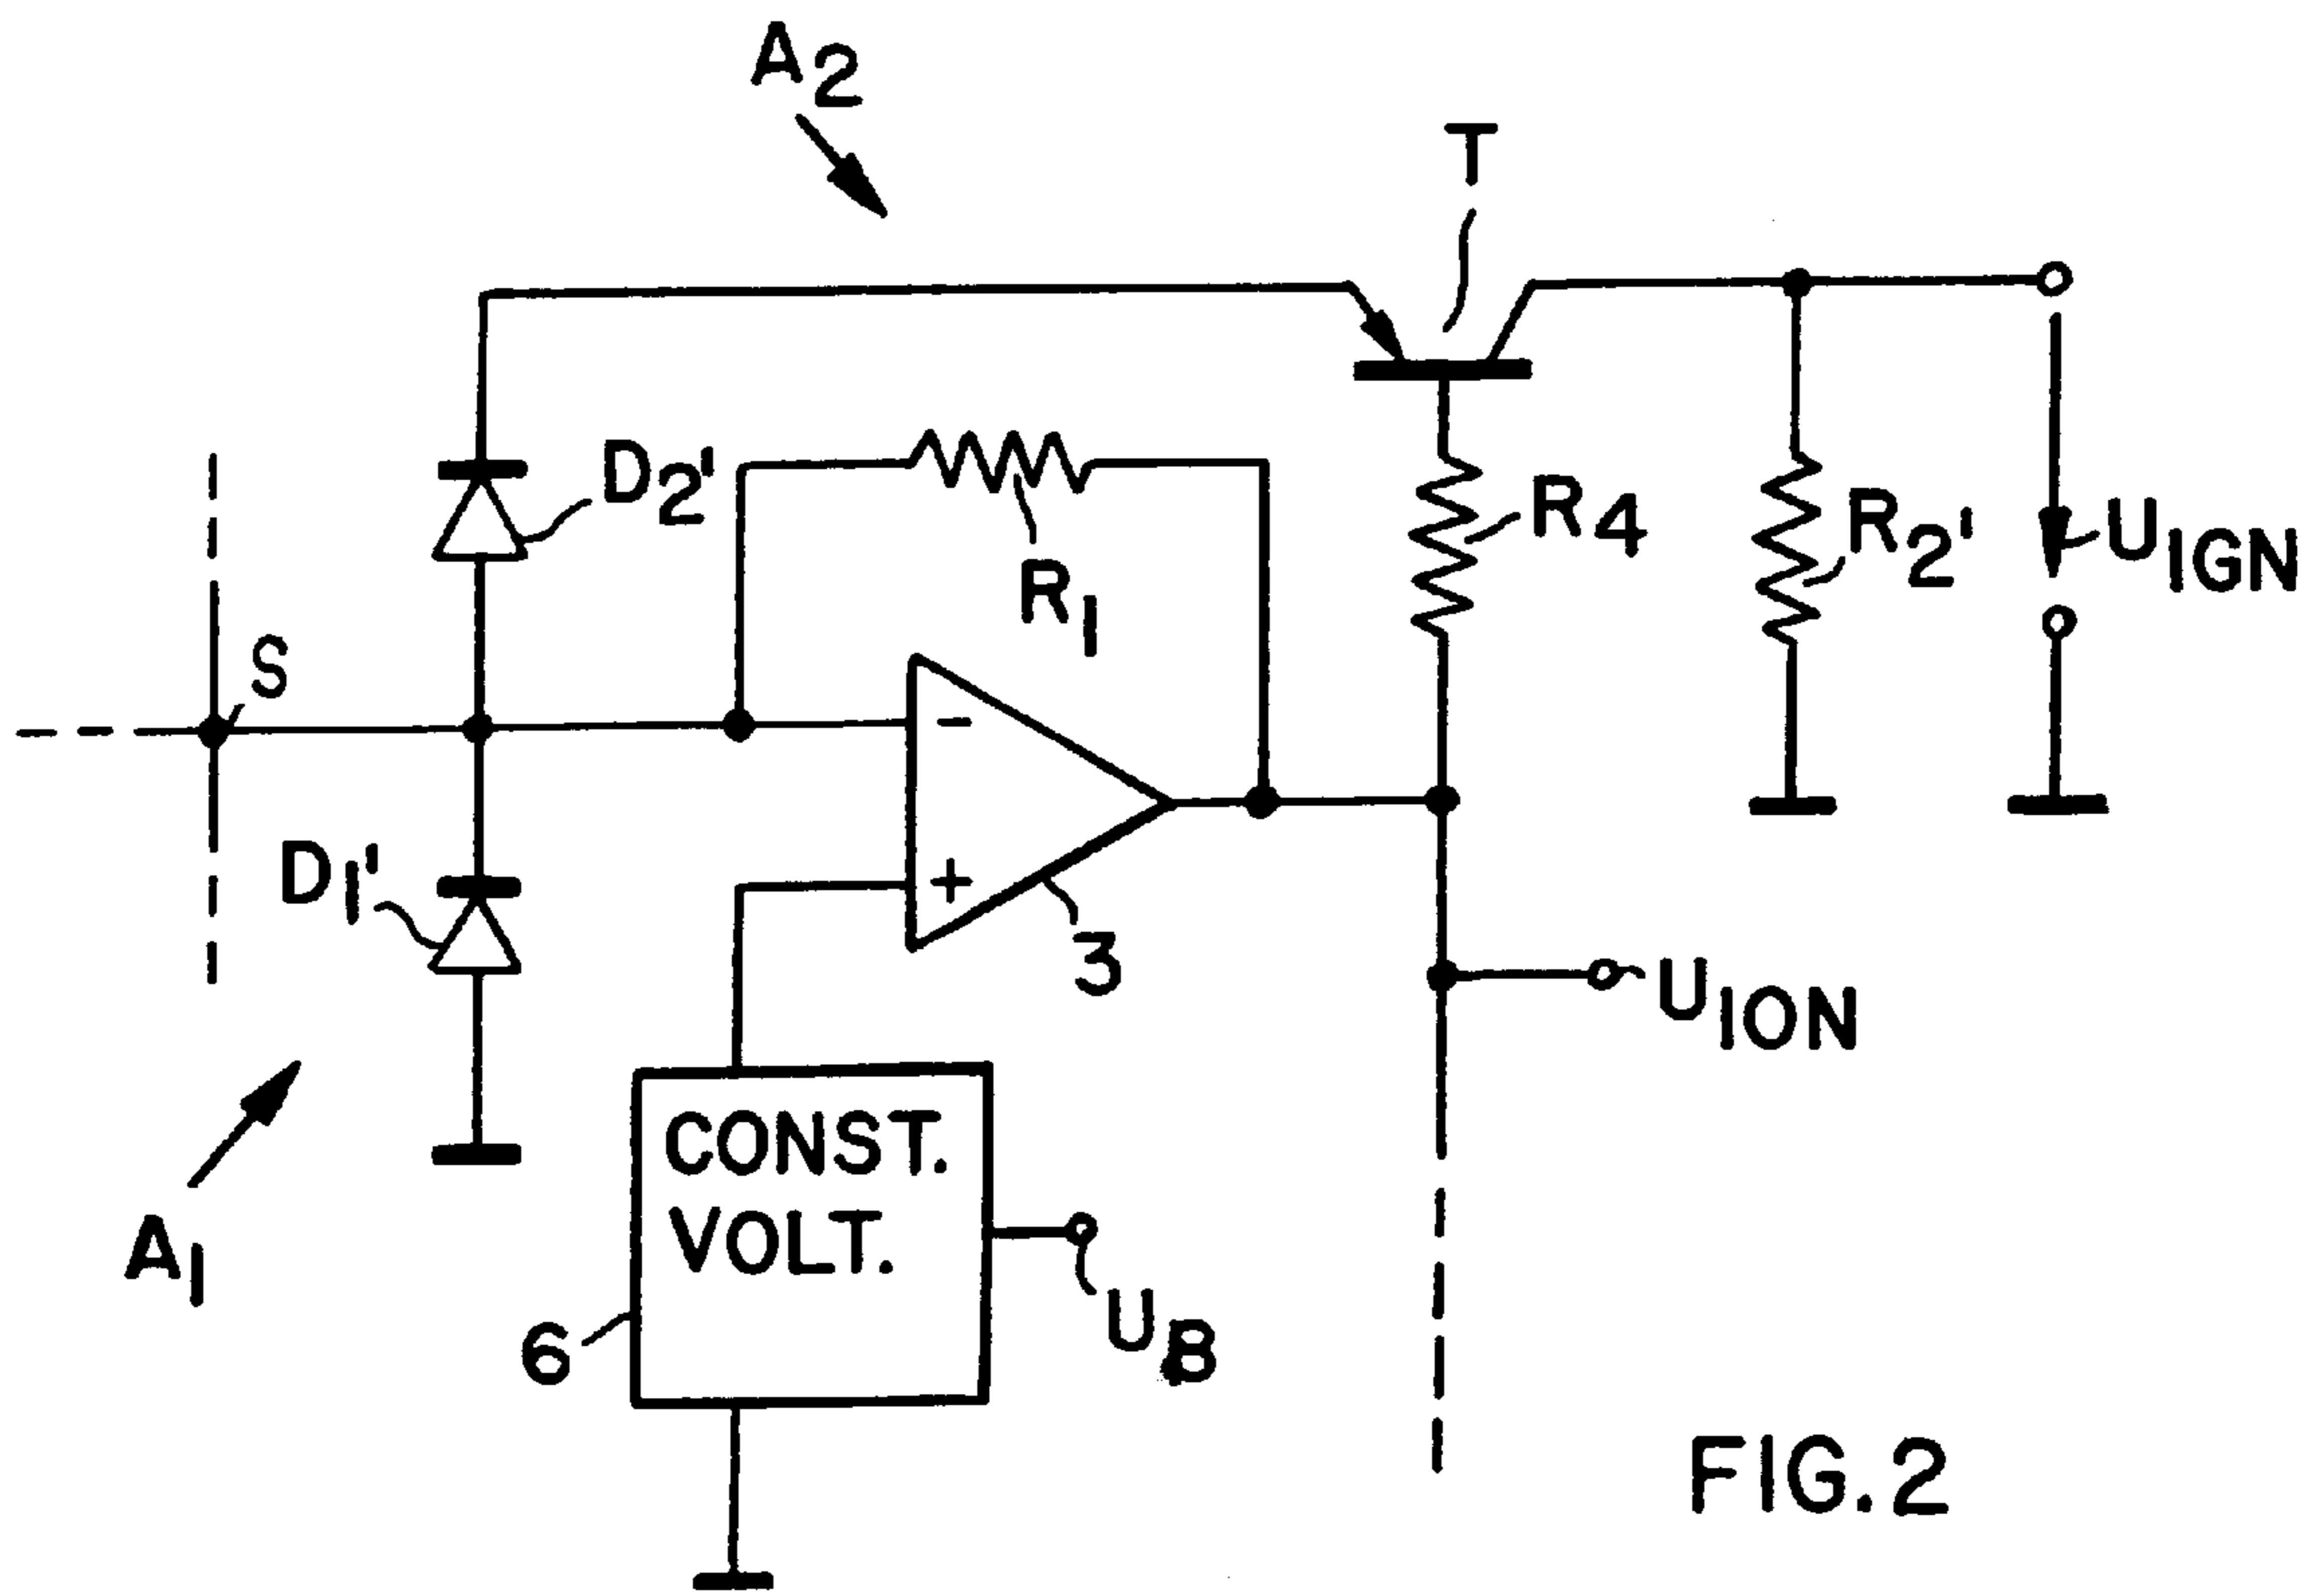 A2
T
D2'
R1
R4
R2'
UIGN
S
-
D1'
+
3
UION
CONST.
VOLT.
A1
6
UB
FIG.2